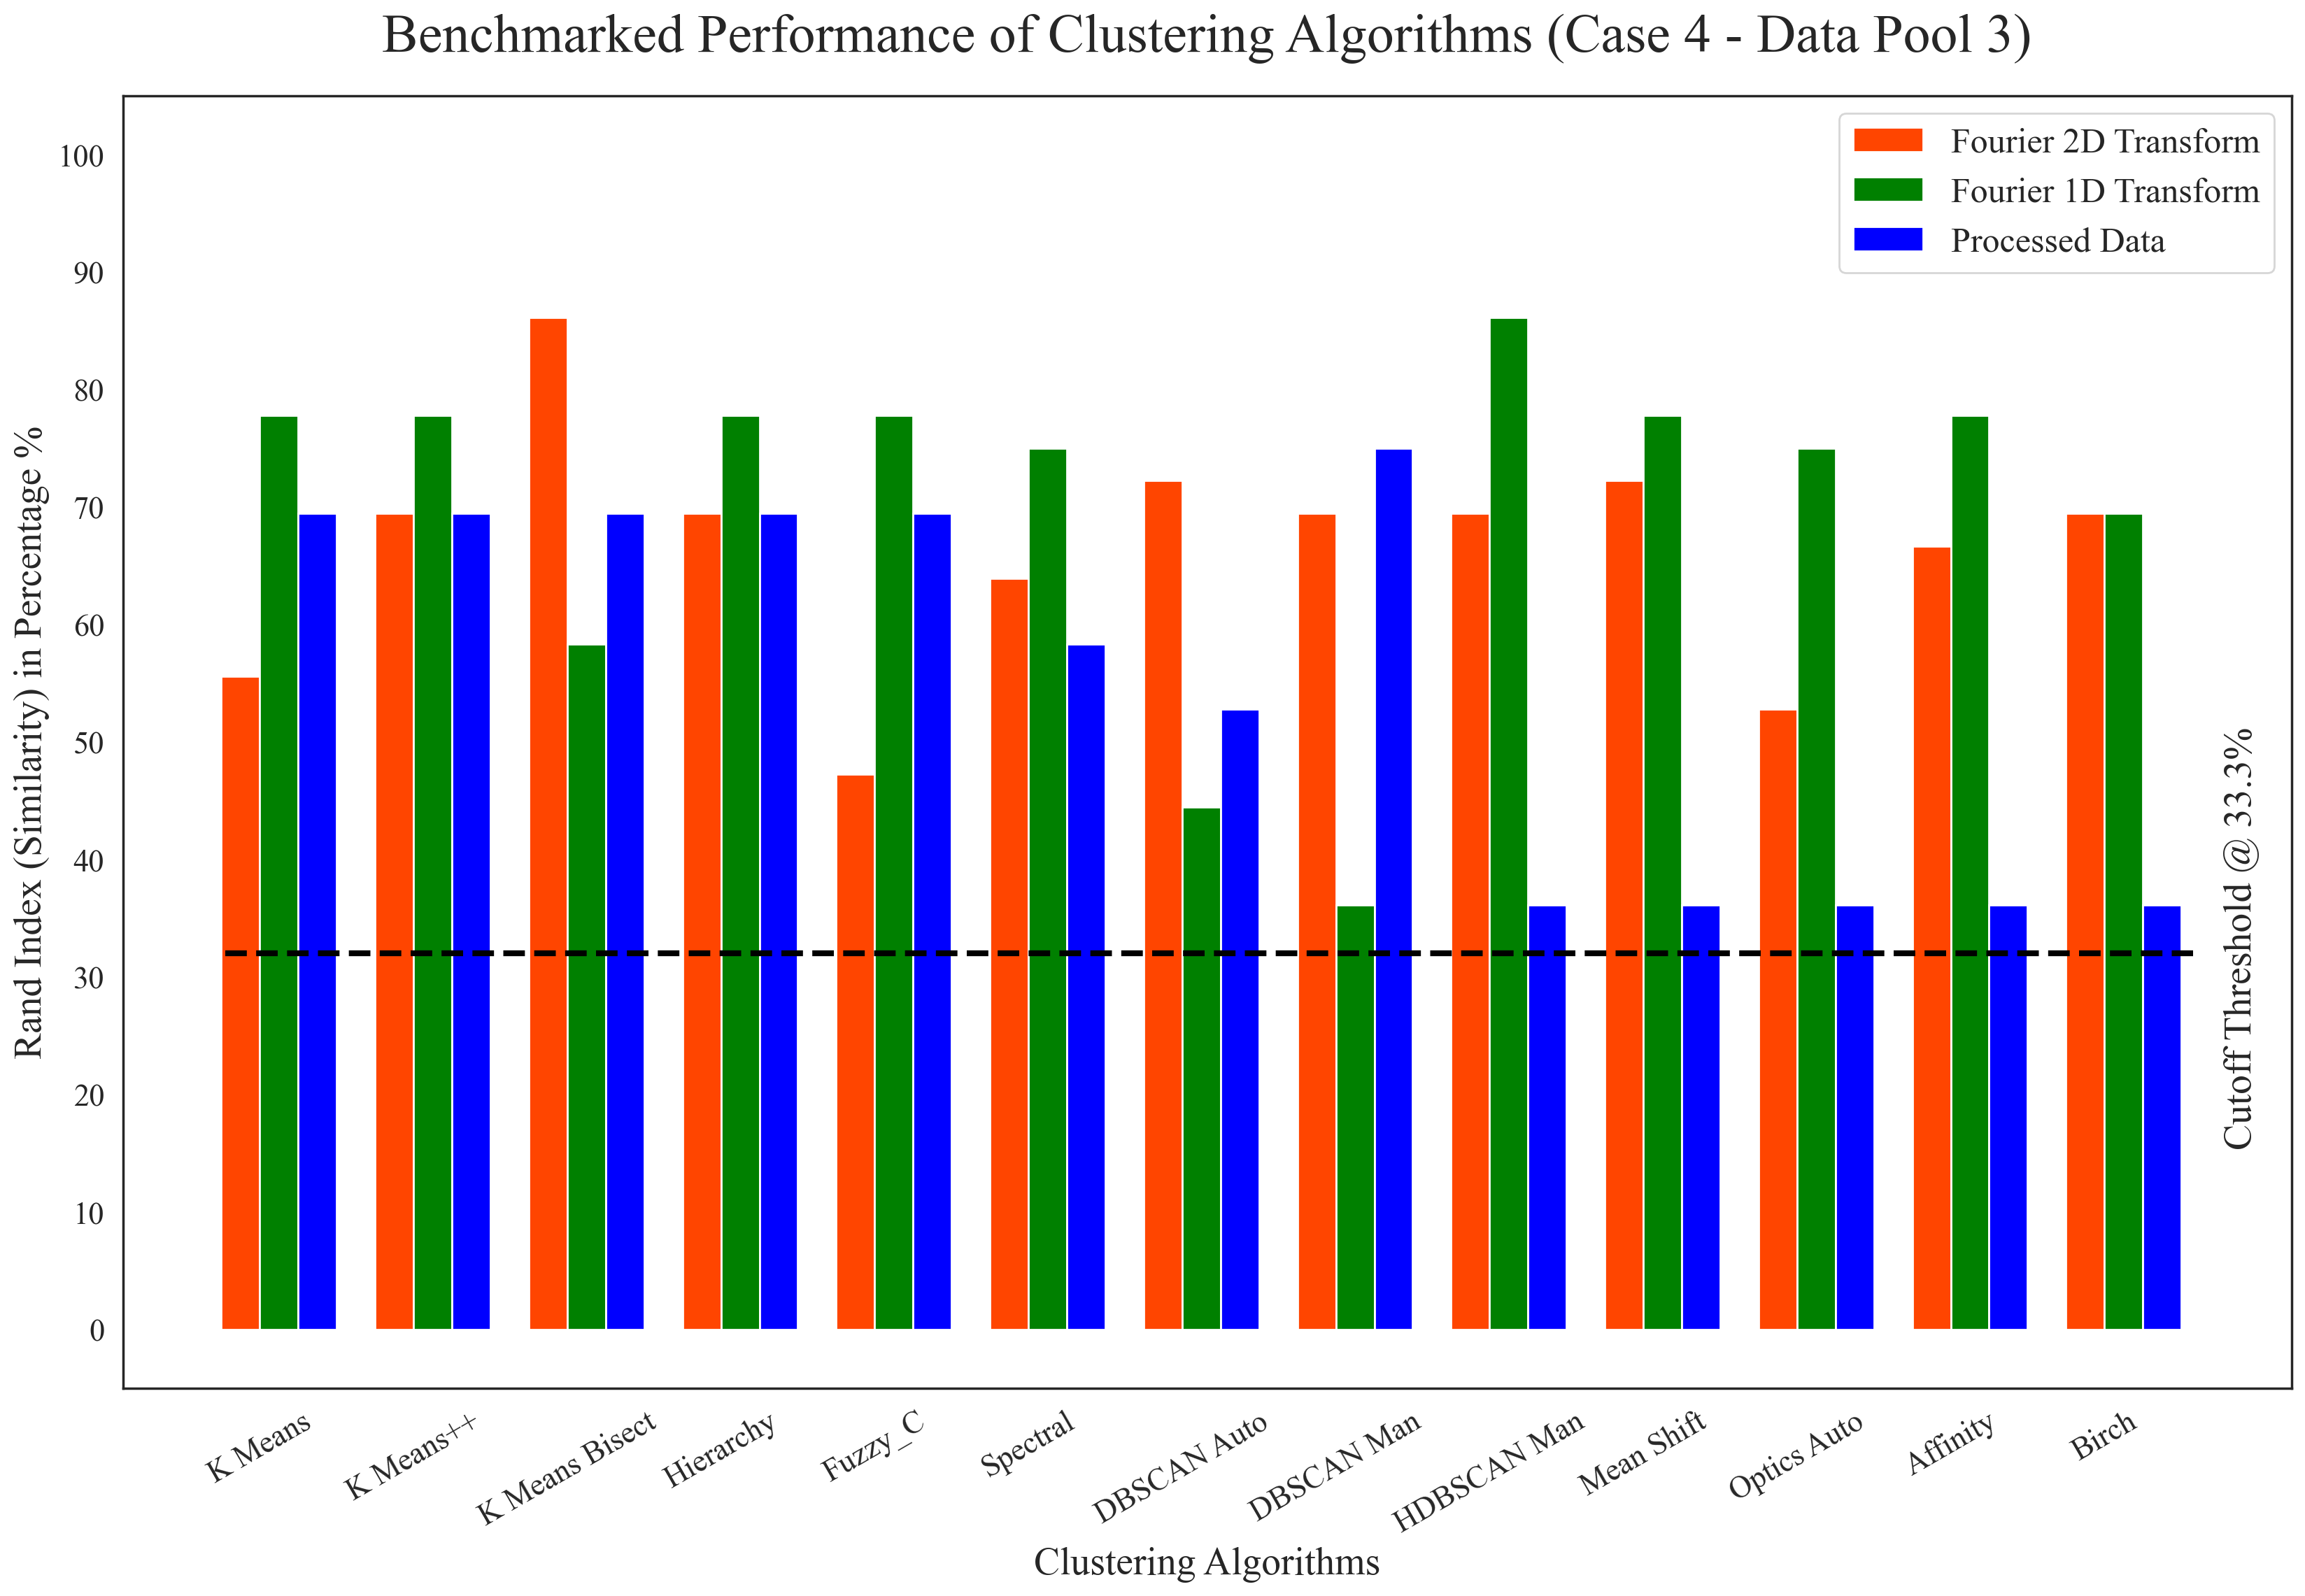 Benchmarked Performance of Clustering Algorithms (Case 4 - Data Pool 3)
Fourier 2D Transform
Fourier 1D Transform
Processed Data
Rand Index (Similarity) in Percentage %
100
90
80
70
60
50
40
30
20
10
0
Cutoff Threshold @ 33.3%
K Means
K Means++
K Means Bisect
Hierarchy
Fuzzy_C
Spectral
DBSCAN Auto
DBSCAN Man
HDBSCAN Man
Mean Shift
Optics Auto
Affinity
Birch
Clustering Algorithms